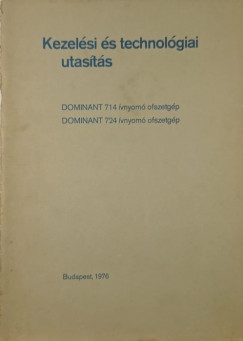 Kezelési és technológiai
utasítás
DOMINANT 714 ívnyomó ofszetgép
DOMINANT 724 ívnyomó ofszetgép
Budapest, 1976